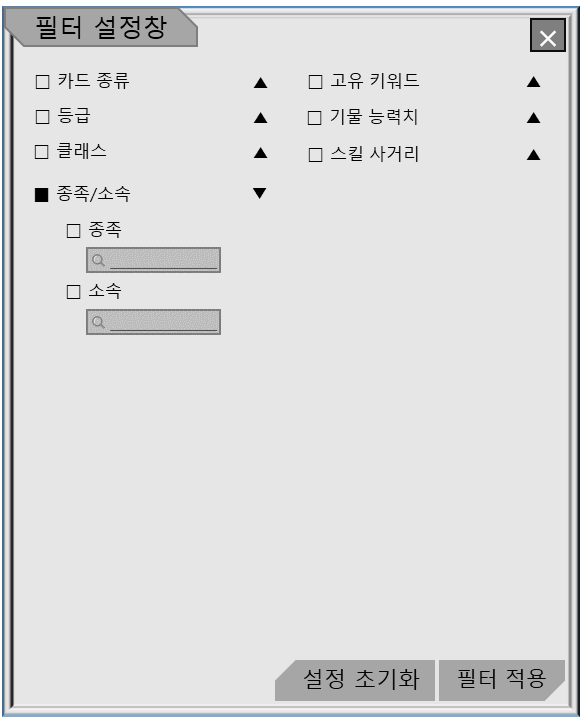 필터 설정창
카드 종류
등급
클래스
종족/소속
종족
소속
고유 키워드
기물 능력치
스킬 사거리
설정 초기화
필터 적용